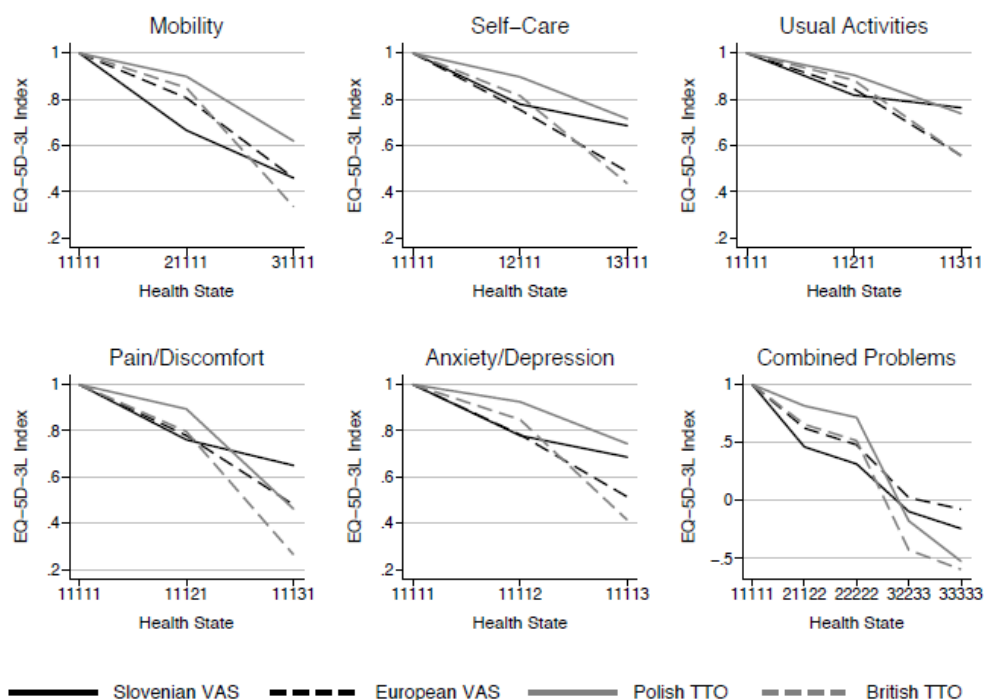 Mobility
EQ-5D-3L Index
1
.8
.6
.4
.2
11111 21111 31111
Health State
Self-Care
EQ-5D-3L Index
1
.8
.6
.4
.2
11111 12111 13111
Health State
Usual Activities
EQ-5D-3L Index
1
.8
.6
.4
.2
11111 11211 11311
Health State
Pain/Discomfort
EQ-5D-3L Index
1
.8
.6
.4
.2
11111 11121 11131
Health State
Anxiety/Depression
EQ-5D-3L Index
1
.8
.6
.4
.2
11111 11112 11113
Health State
Combined Problems
EQ-5D-3L Index
1
.5
0
-.5
11111 21122 22222 32233 33333
Health State
Slovenian VAS European VAS Polish TTO British TTO